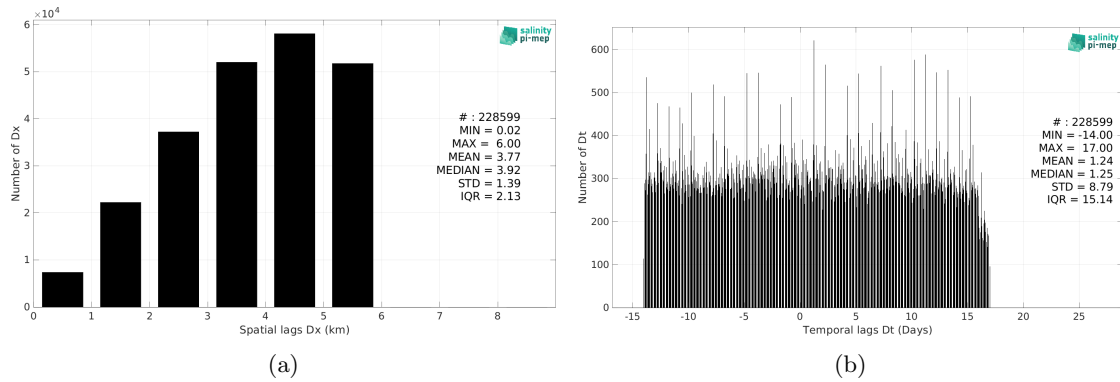 ×10⁴
6
5
4
3
2
1
0
Number of Dx
0 1 2 3 4 5 6 7 8
Spatial lags Dx (km)
salinity
pi-mep
# : 228599
MIN = 0.02
MAX = 6.00
MEAN = 3.77
MEDIAN = 3.92
STD = 1.39
IQR = 2.13
(a)
600
500
400
300
200
100
0
Number of Dt
-15 -10 -5 0 5 10 15 20 25
Temporal lags Dt (Days)
salinity
pi-mep
# : 228599
MIN = -14.00
MAX = 17.00
MEAN = 1.24
MEDIAN = 1.25
STD = 8.79
IQR = 15.14
(b)